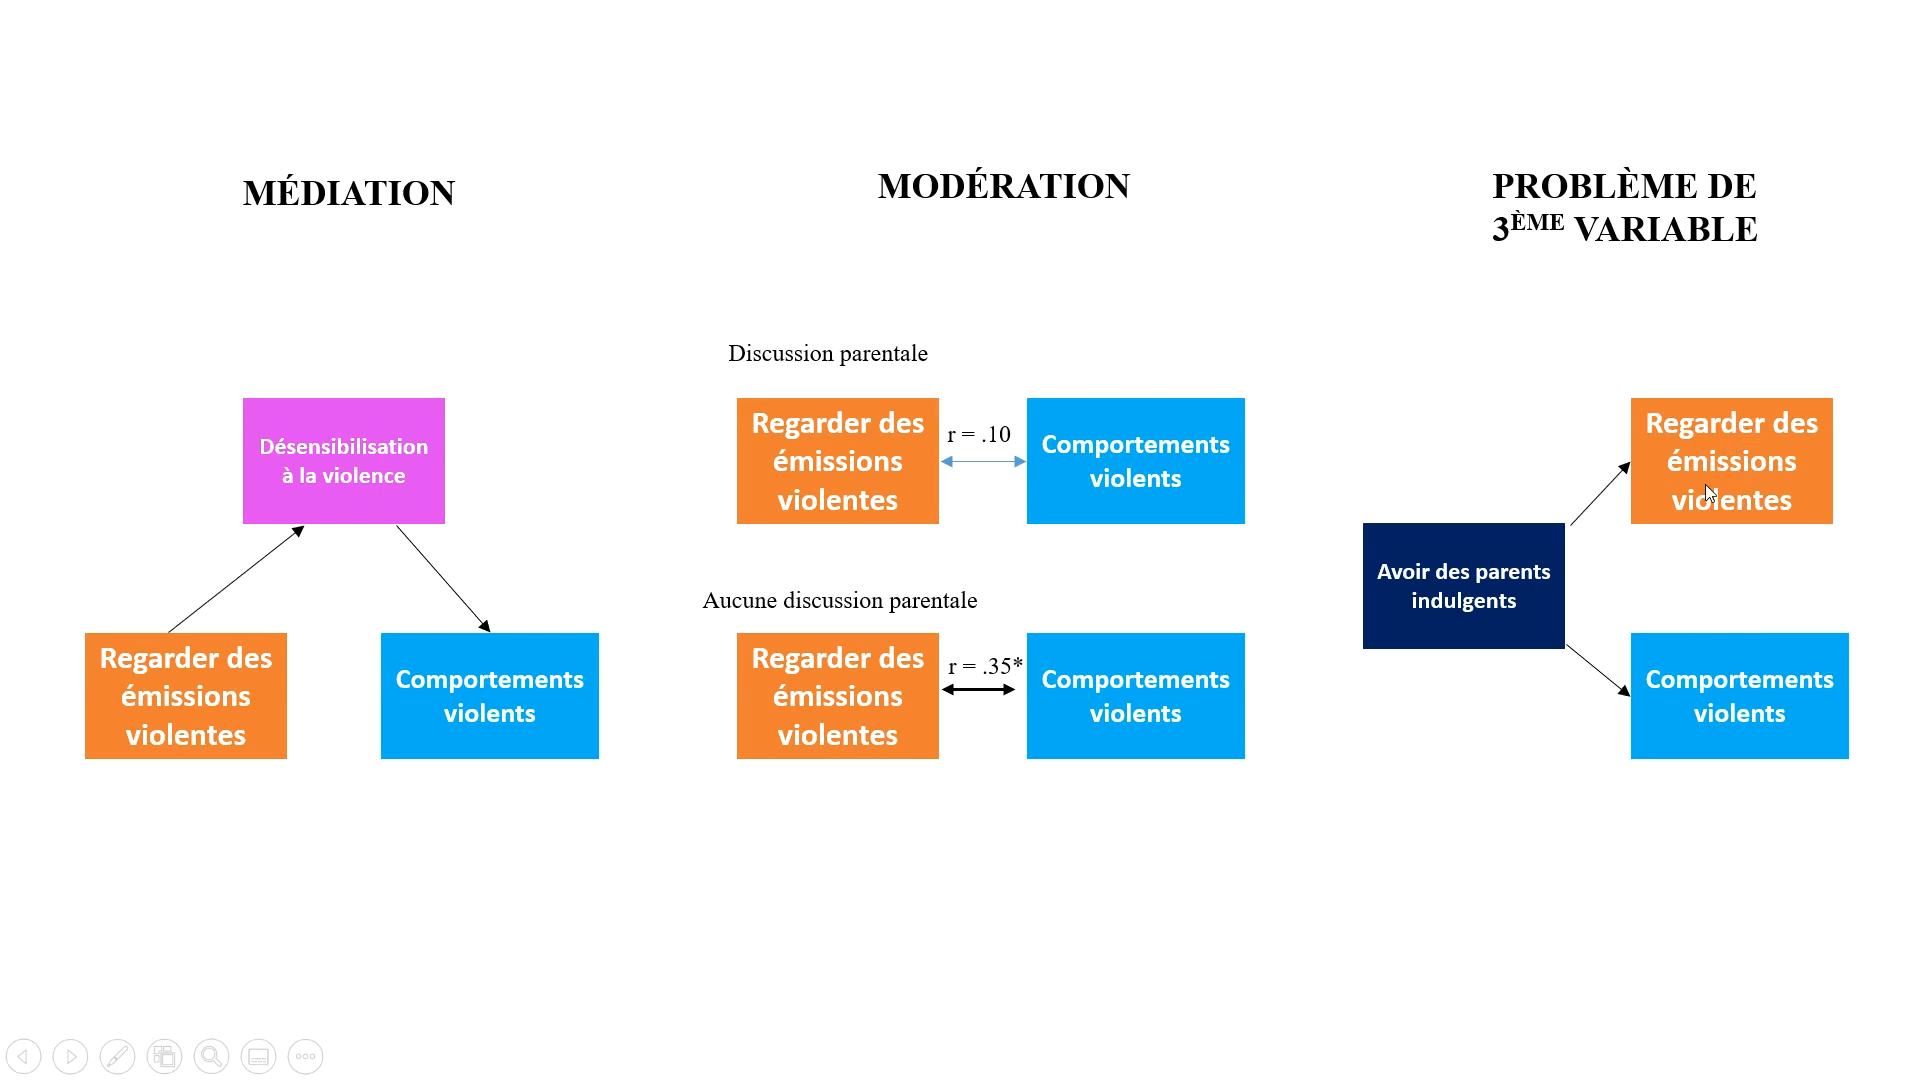 MÉDIATION
Désensibilisation
à la violence
Regarder des
émissions
violentes
Comportements
violents
MODÉRATION
Discussion parentale
Regarder des
émissions
violentes
r = .10
Comportements
violents
Aucune discussion parentale
Regarder des
émissions
violentes
r = .35*
Comportements
violents
PROBLÈME DE
3ÈME VARIABLE
Avoir des parents
indulgents
Regarder des
émissions
violentes
Comportements
violents